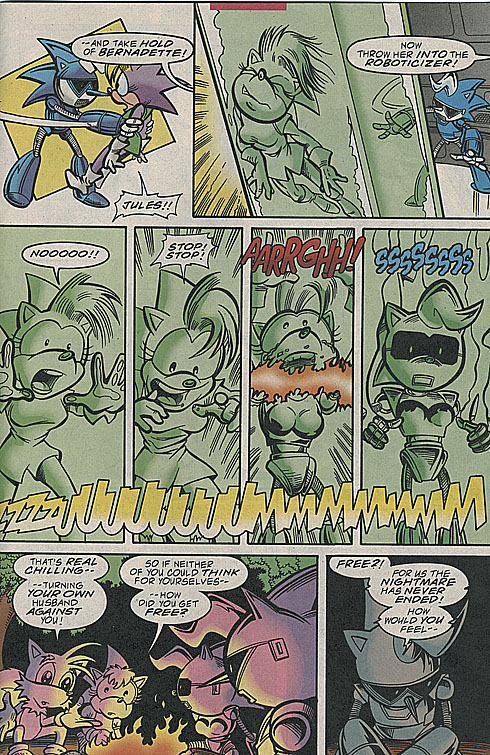 --AND TAKE HOLD
OF BERNADETTE!
JULES!!
NOW
THROW HER INTO THE
ROBOTICIZER!
NOOOOO!!
STOP!
STOP!
AARRGHH!
SSSSSSSS
THAT'S REAL
CHILLING--
--TURNING
YOUR OWN
HUSBAND
AGAINST
YOU!
SO IF NEITHER
OF YOU COULD THINK
FOR YOURSELVES--
--HOW
DID YOU GET
FREE?
FREE?!
FOR US THE
NIGHTMARE
HAS NEVER
ENDED!
HOW
WOULD YOU
FEEL--